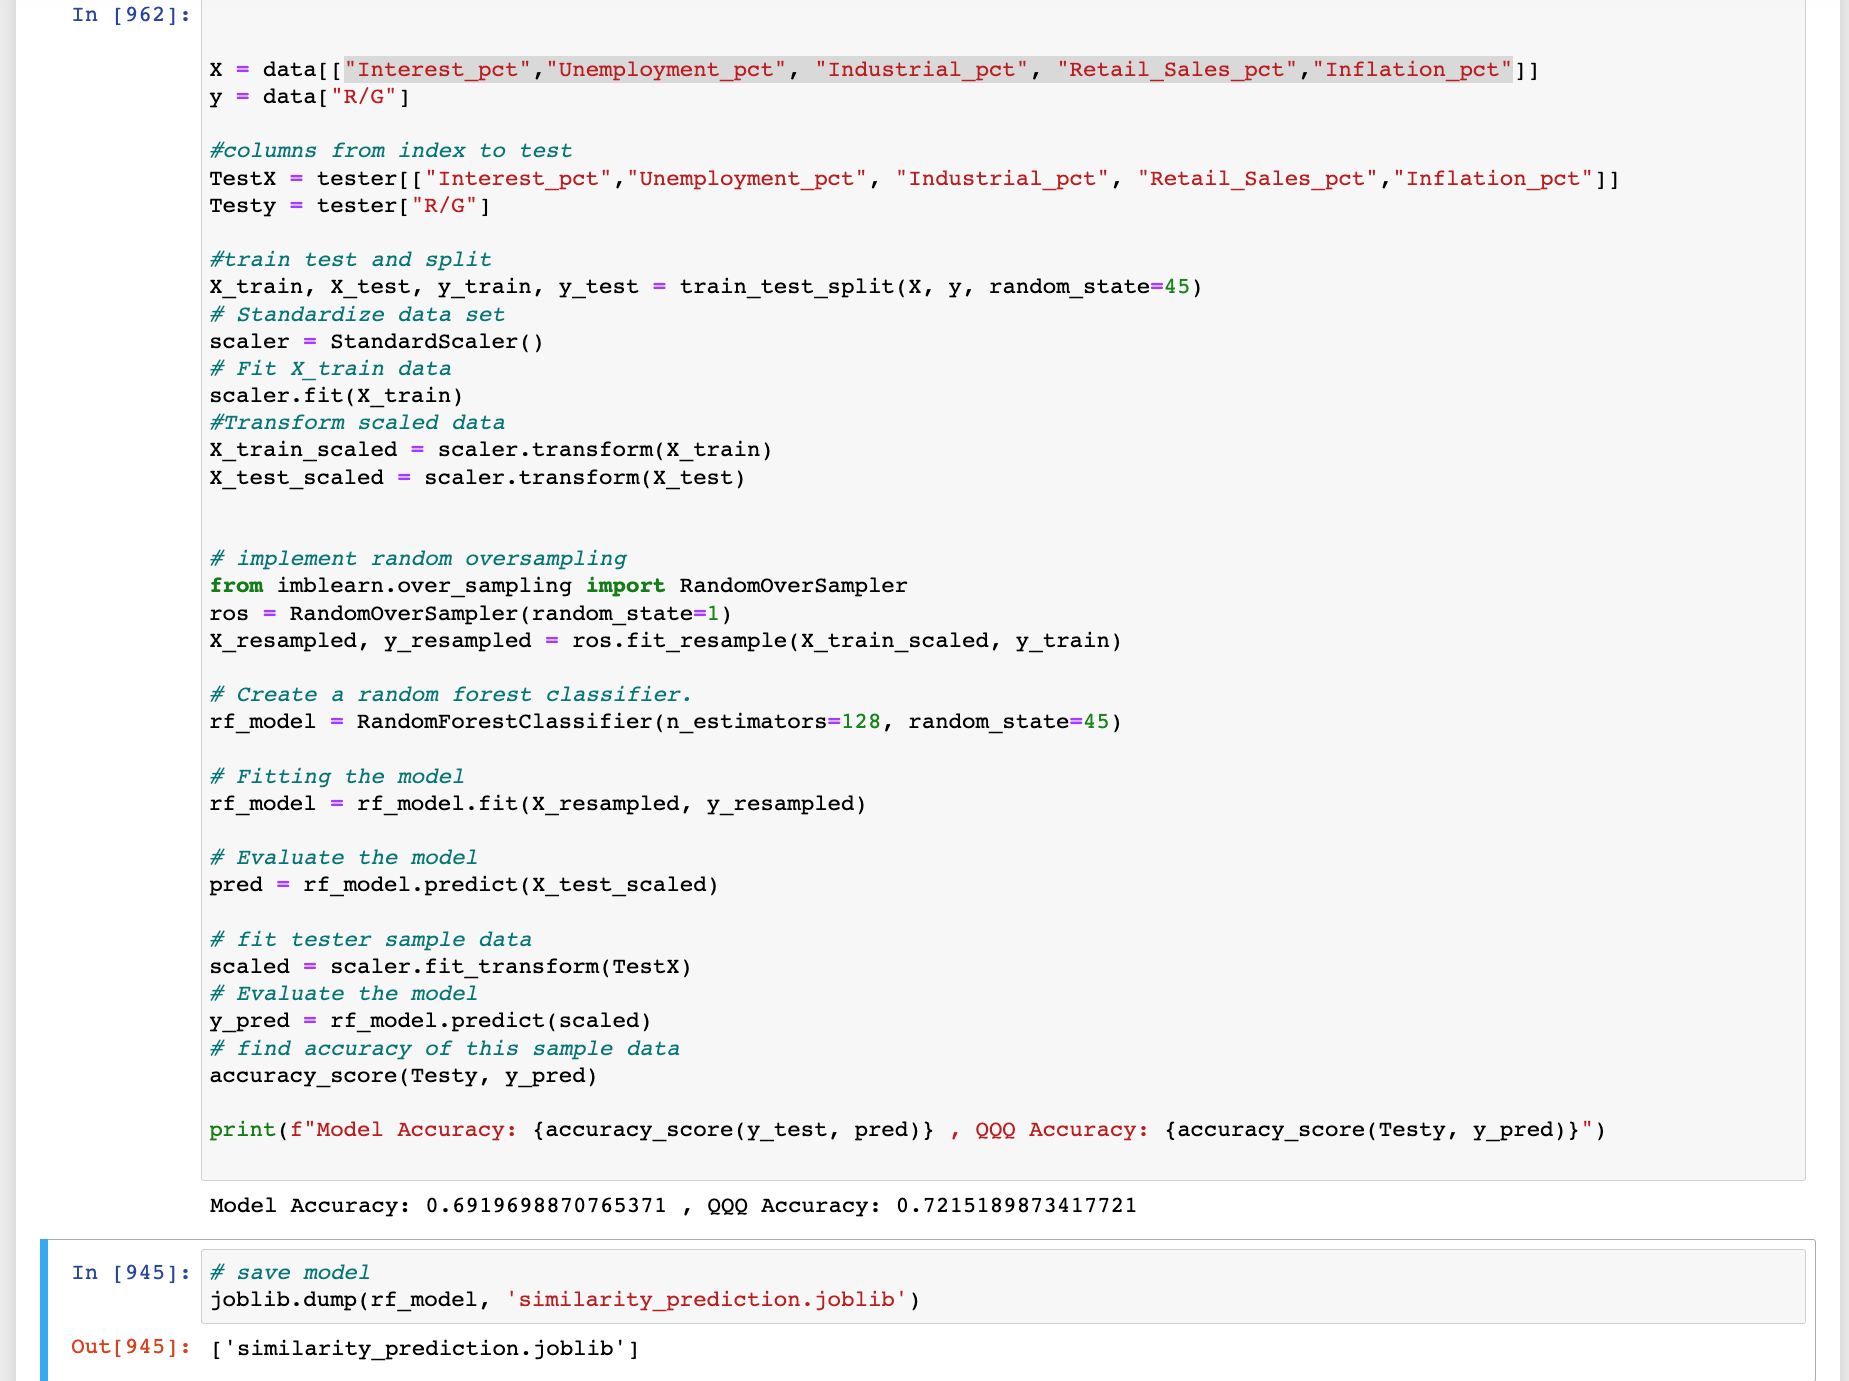 In [962]:
X = data[["Interest_pct","Unemployment_pct", "Industrial_pct", "Retail_Sales_pct","Inflation_pct"]]
y = data["R/G"]
#columns from index to test
TestX = tester[["Interest_pct","Unemployment_pct", "Industrial_pct", "Retail_Sales_pct","Inflation_pct"]]
Testy = tester["R/G"]
#train test and split
X_train, X_test, y_train, y_test = train_test_split(X, y, random_state=45)
# Standardize data set
scaler = StandardScaler()
# Fit X_train data
scaler.fit(X_train)
#Transform scaled data
X_train_scaled = scaler.transform(X_train)
X_test_scaled = scaler.transform(X_test)
# implement random oversampling
from imblearn.over_sampling import RandomOverSampler
ros = RandomOverSampler(random_state=1)
X_resampled, y_resampled = ros.fit_resample(X_train_scaled, y_train)
# Create a random forest classifier.
rf_model = RandomForestClassifier(n_estimators=128, random_state=45)
# Fitting the model
rf_model = rf_model.fit(X_resampled, y_resampled)
# Evaluate the model
pred = rf_model.predict(X_test_scaled)
# fit tester sample data
scaled = scaler.fit_transform(TestX)
# Evaluate the model
y_pred = rf_model.predict(scaled)
# find accuracy of this sample data
accuracy_score(Testy, y_pred)
print(f"Model Accuracy: {accuracy_score(y_test, pred)} , QQQ Accuracy: {accuracy_score(Testy, y_pred)}")
Model Accuracy: 0.6919698870765371 , QQQ Accuracy: 0.7215189873417721
In [945]:
# save model
joblib.dump(rf_model, 'similarity_prediction.joblib')
Out[945]: ['similarity_prediction.joblib']